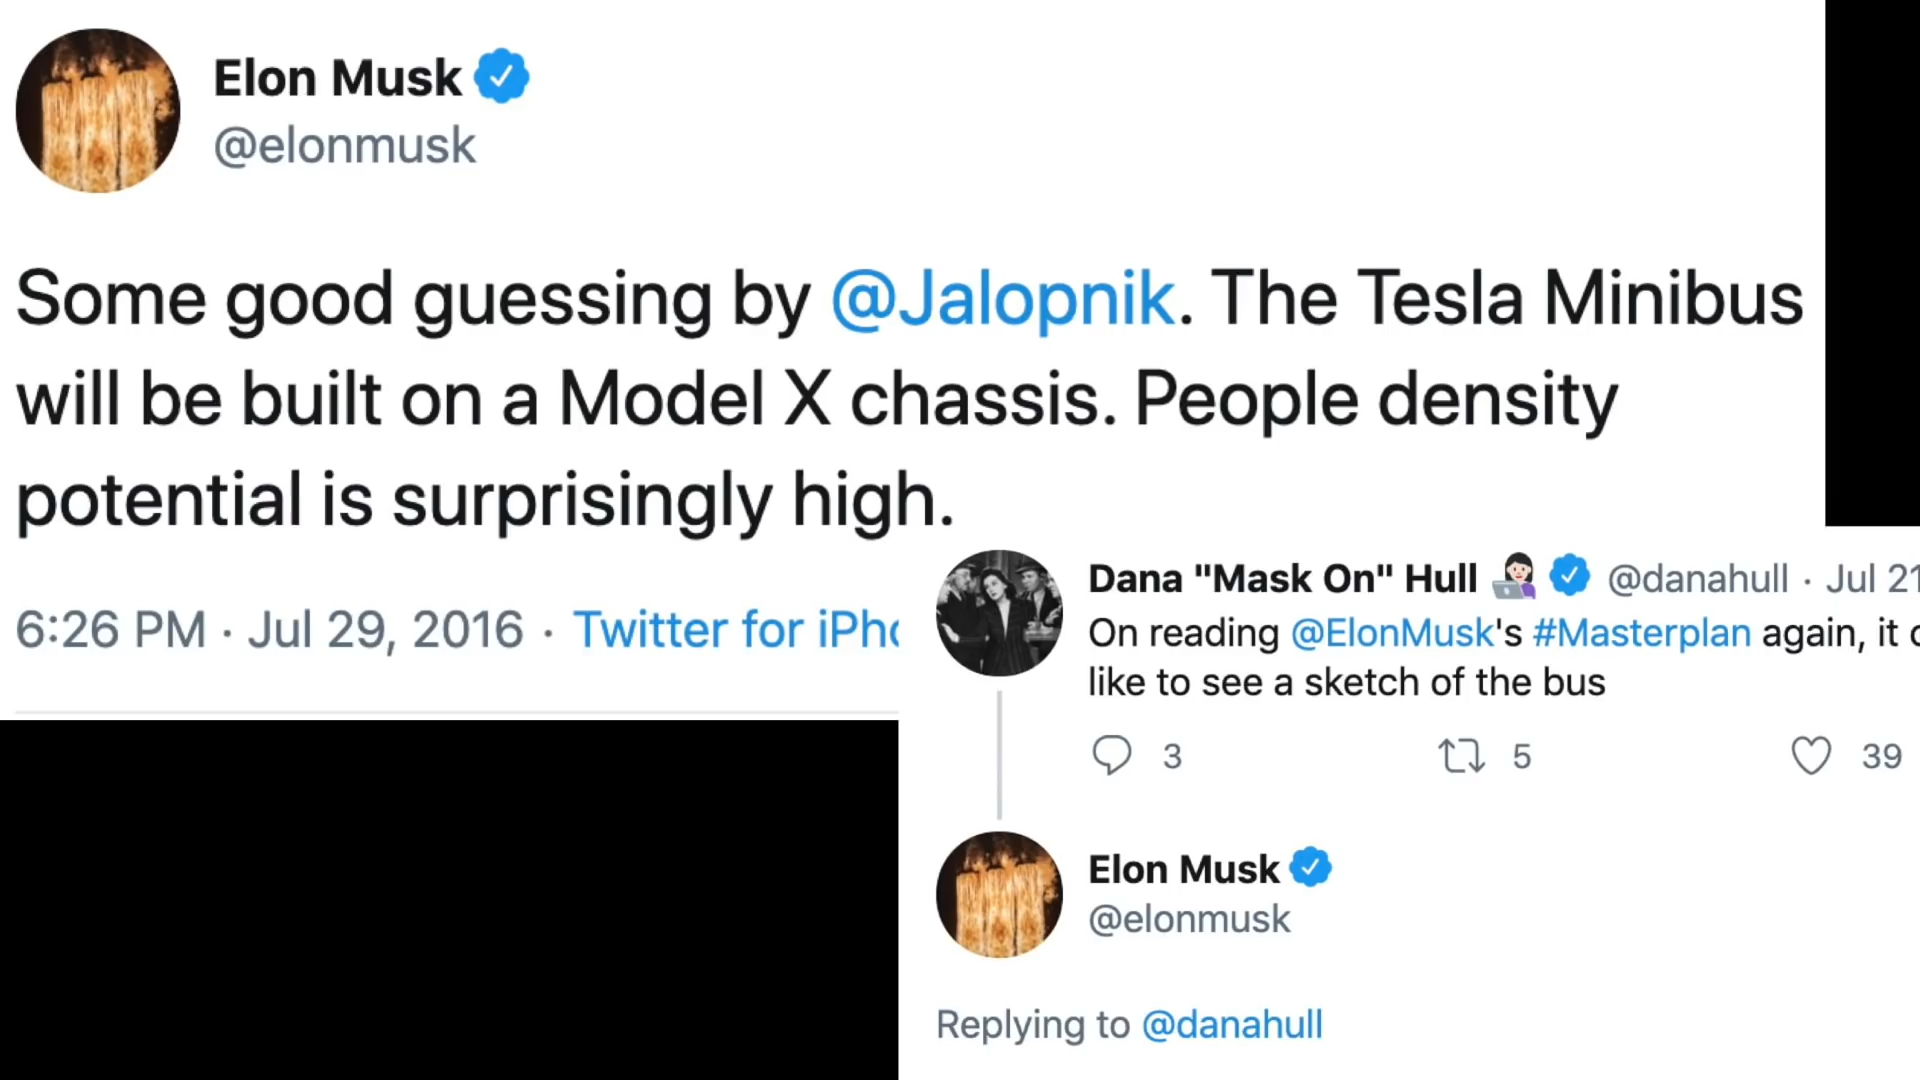 Elon Musk
@elonmusk
Some good guessing by @Jalopnik. The Tesla Minibus
will be built on a Model X chassis. People density
potential is surprisingly high.
6:26 PM · Jul 29, 2016 · Twitter for
Dana "Mask On" Hull @danahull · Jul 21
On reading @ElonMusk's #Masterplan again, it
like to see a sketch of the bus
3 5 39
Elon Musk
@elonmusk
Replying to @danahull